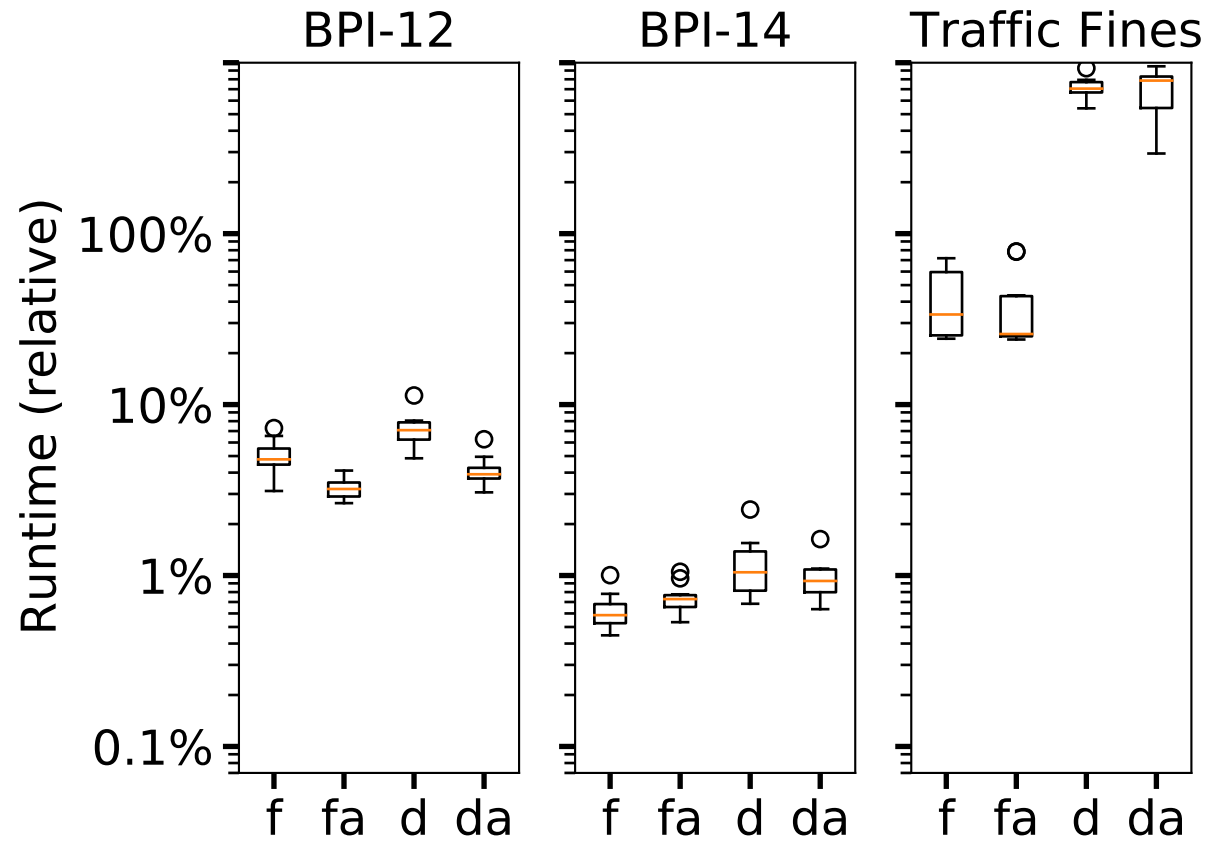 BPI-12 BPI-14 Traffic Fines
Runtime (relative)
100%
10%
1%
0.1%
f fa d da f fa d da f fa d da